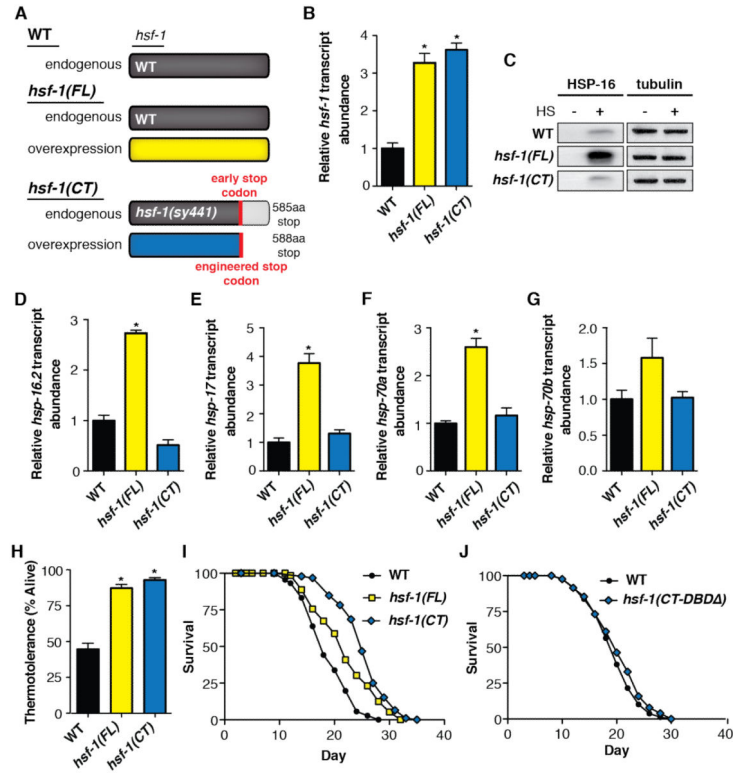 A
WT
hsf-1
endogenous
WT
hsf-1(FL)
endogenous
WT
overexpression
hsf-1(CT)
early stop
codon
endogenous
hsf-1(sy441)
585aa
stop
overexpression
588aa
stop
engineered stop
codon
B
Relative hsf-1 transcript
abundance
4
3
2
1
0
WT
hsf-1(FL)
hsf-1(CT)
*
*
C
HSP-16
tubulin
HS
-
+
-
+
WT
hsf-1(FL)
hsf-1(CT)
D
Relative hsp-16.2 transcript
abundance
3
2
1
0
*
WT
hsf-1(FL)
hsf-1(CT)
E
Relative hsp-17 transcript
abundance
5
4
3
2
1
0
*
WT
hsf-1(FL)
hsf-1(CT)
F
Relative hsp-70a transcript
abundance
3
2
1
0
*
WT
hsf-1(FL)
hsf-1(CT)
G
Relative hsp-70b transcript
abundance
2.0
1.5
1.0
0.5
0.0
WT
hsf-1(FL)
hsf-1(CT)
H
Thermotolerance (% Alive)
100
75
50
25
0
*
*
WT
hsf-1(FL)
hsf-1(CT)
I
Survival
100
75
50
25
0
0
10
20
30
40
Day
WT
hsf-1(FL)
hsf-1(CT)
J
Survival
100
75
50
25
0
0
10
20
30
40
Day
WT
hsf-1(CT-DBDΔ)